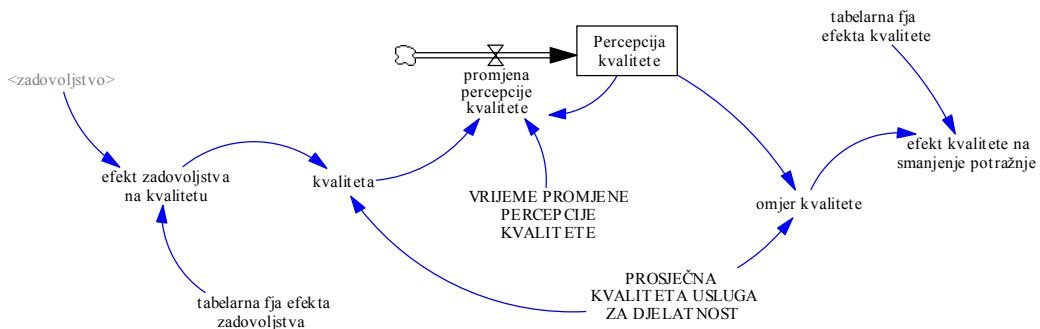 tabelarna fja
efekta kvalitete
Percepcija
kvalitete
<zadovoljstvo>
promjena
percepcije
kvalitete
efekt kvalitete na
smanjenje potražnje
efekt zadovoljstva
na kvalitetu
kvaliteta
VRIJEME PROMJENE
PERCEPCIJE
KVALITETE
omjer kvalitete
PROSJEČNA
KVALITETA USLUGA
ZA DJELATNOST
tabelarna fja efekta
zadovoljstva